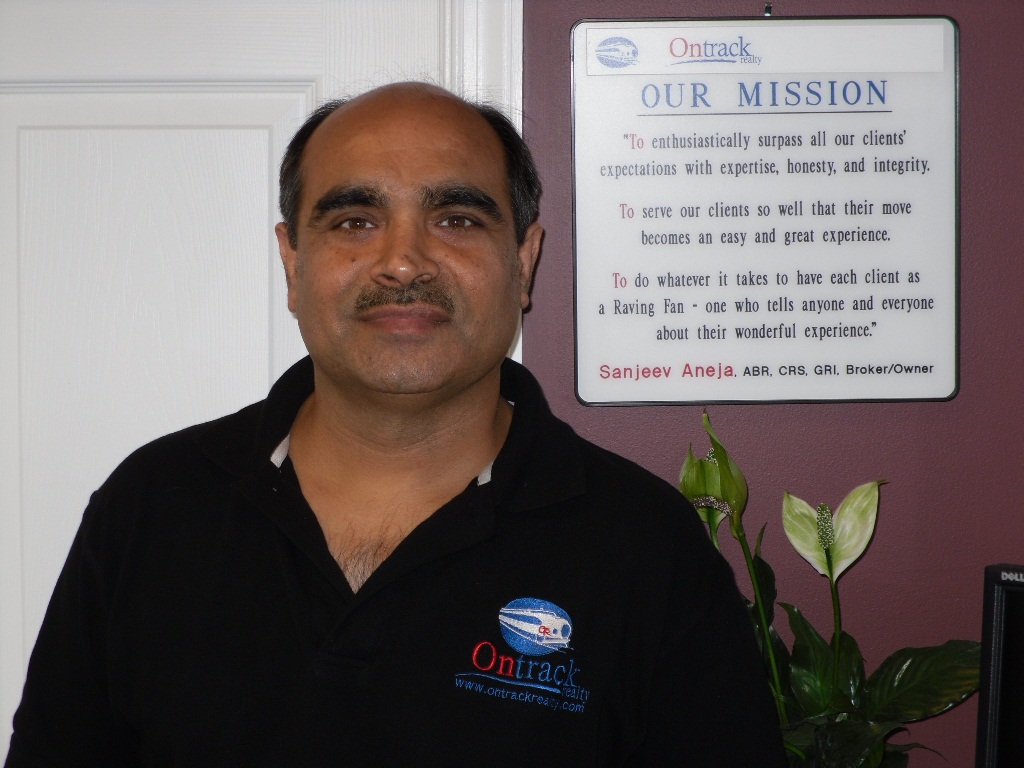 Ontrack
realty
OUR MISSION
"To enthusiastically surpass all our clients'
expectations with expertise, honesty, and integrity.
To serve our clients so well that their move
becomes an easy and great experience.
To do whatever it takes to have each client as
a Raving Fan - one who tells anyone and everyone
about their wonderful experience."
Sanjeev Aneja, ABR, CRS, GRI, Broker/Owner
Ontrack
realty
www.ontrackrealty.com
DELL